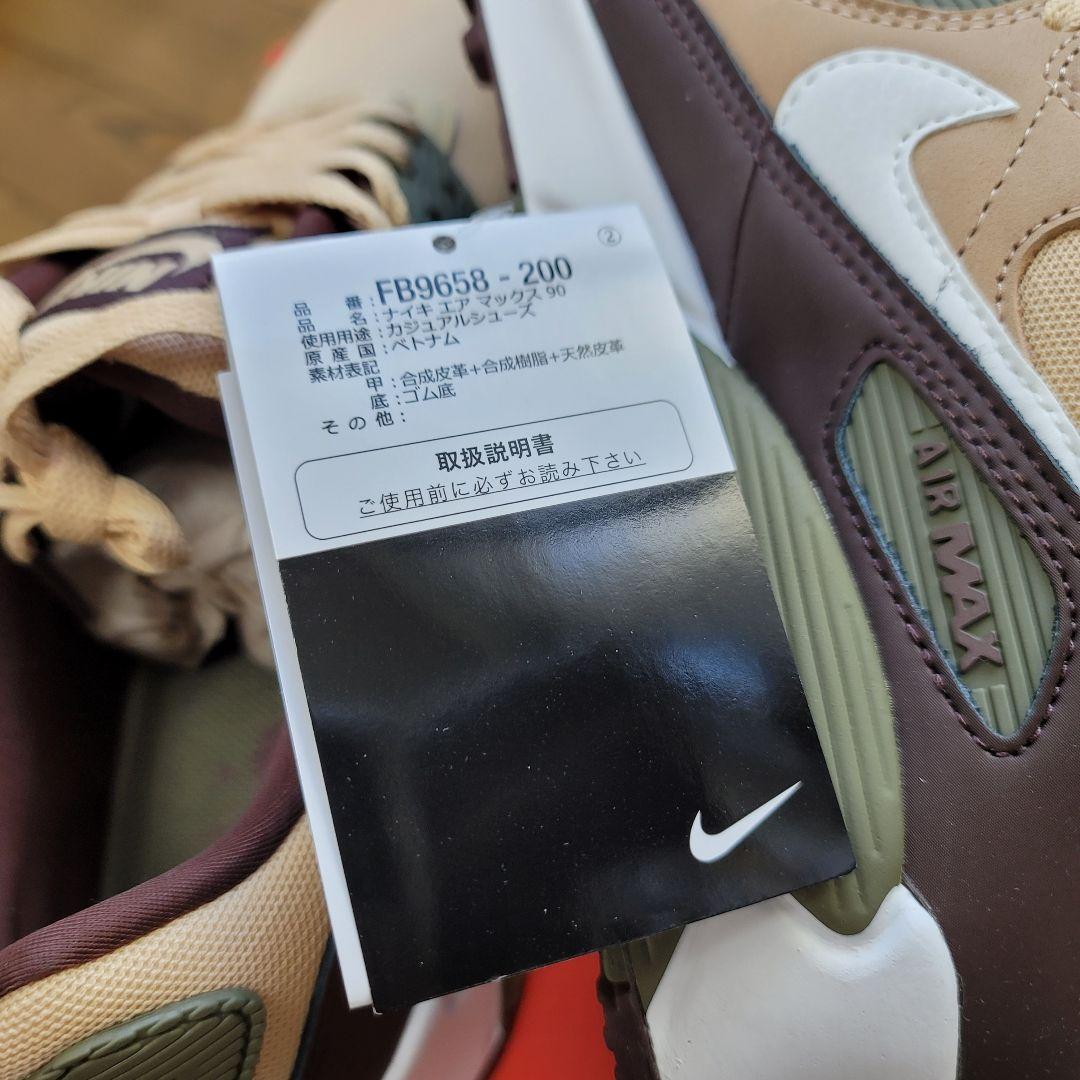 ②
品 番:FB9658-200
品 名:ナイキ エア マックス 90
使用用途:カジュアルシューズ
原 産 国:ベトナム
素材表記
甲:合成皮革+合成樹脂+天然皮革
底:ゴム底
その他:
取扱説明書
ご使用前に必ずお読み下さい
AIR MAX